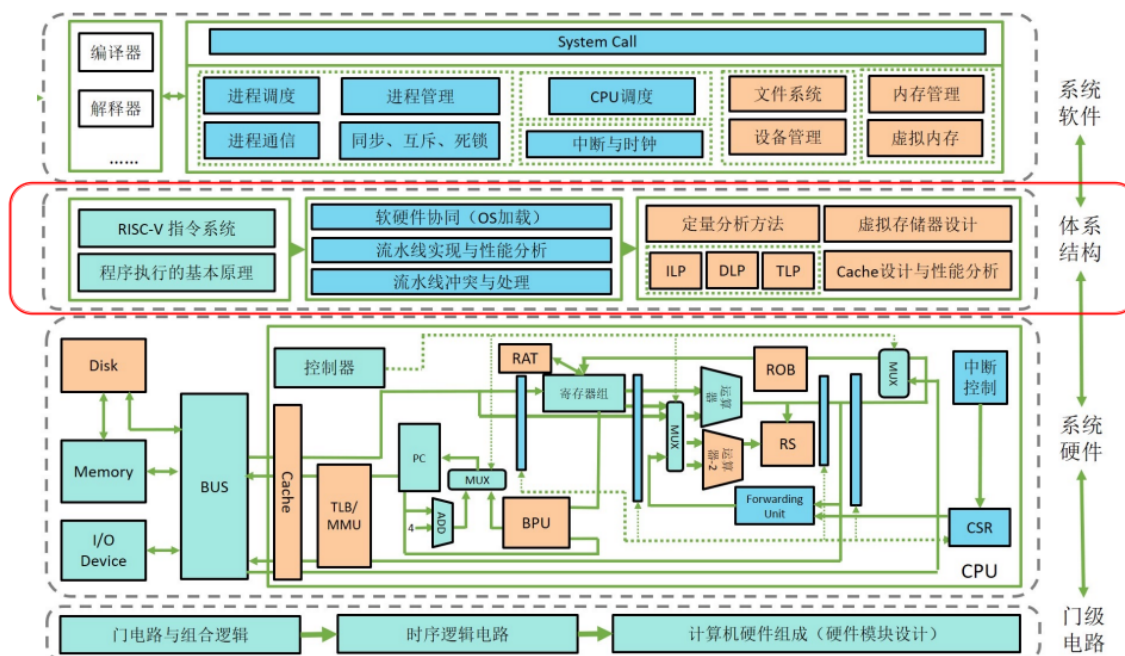 System Call
编译器
解释器
......
进程调度
进程管理
进程通信
同步、互斥、死锁
CPU调度
中断与时钟
文件系统
设备管理
内存管理
虚拟内存
系统
软件
RISC-V 指令系统
程序执行的基本原理
软硬件协同(OS加载)
流水线实现与性能分析
流水线冲突与处理
定量分析方法
虚拟存储器设计
ILP
DLP
TLP
Cache设计与性能分析
体系
结构
Disk
Memory
I/O
Device
BUS
Cache
TLB/
MMU
控制器
PC
4
ADD
MUX
BPU
RAT
寄存器组
MUX
运算
器
运算
器-2
ROB
RS
MUX
Forwarding
Unit
中断
控制
CSR
CPU
系统
硬件
门电路与组合逻辑
时序逻辑电路
计算机硬件组成(硬件模块设计)
门级
电路